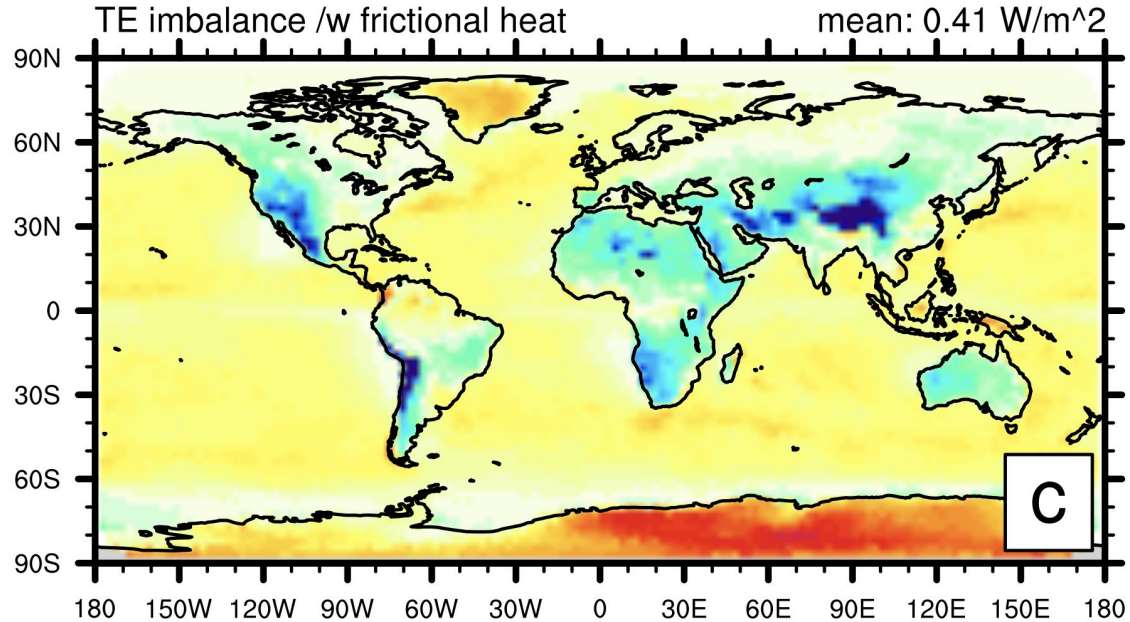 TE imbalance /w frictional heat mean: 0.41 W/m^2
90N
60N
30N
0
30S
60S
90S
C
180 150W 120W 90W 60W 30W 0 30E 60E 90E 120E 150E 180